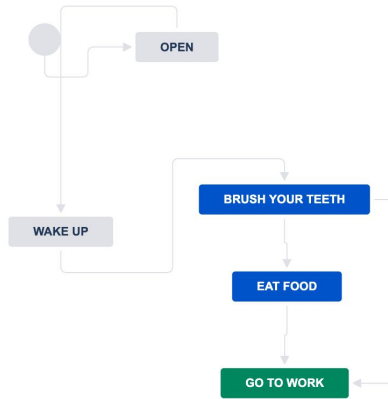 OPEN
WAKE UP
BRUSH YOUR TEETH
EAT FOOD
GO TO WORK